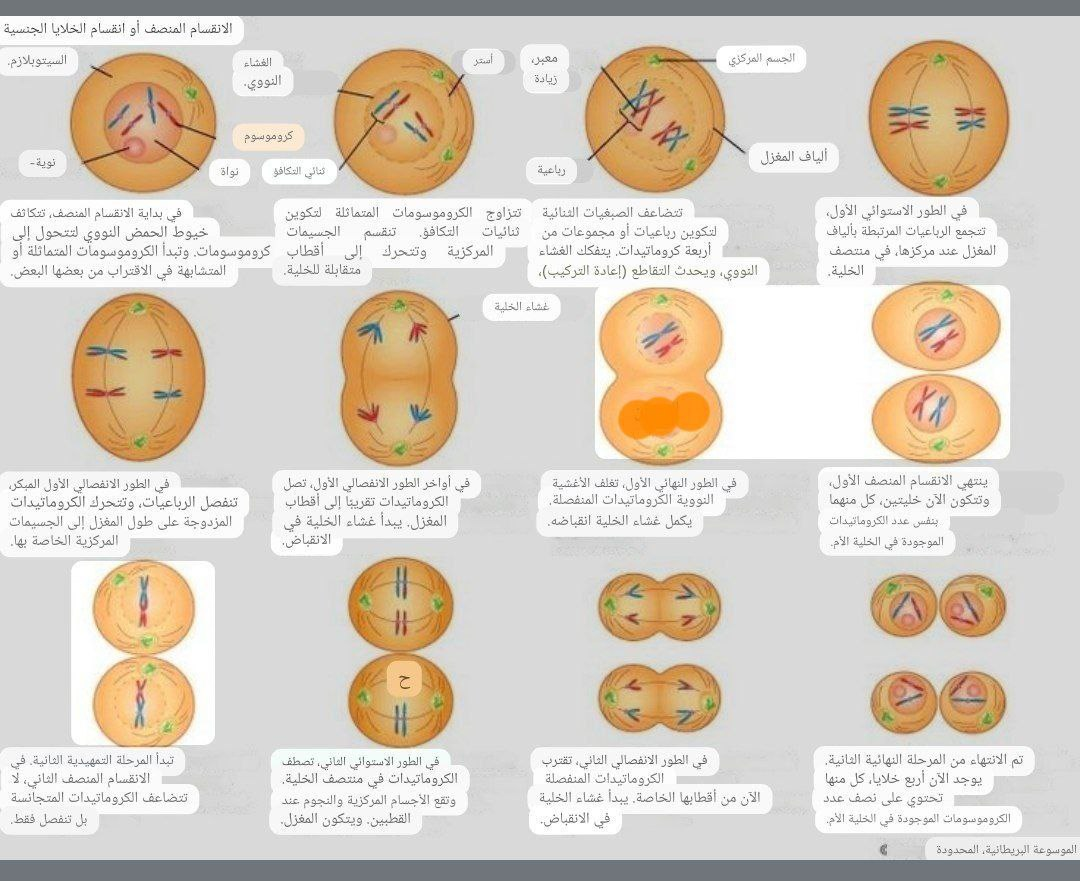 الانقسام المنصف أو انقسام الخلايا الجنسية
السيتوبلازم.
الغشاء
النووي.
كروموسوم
نوية-
نواة
أستر
ثنائي التكافؤ
معبر،
زيادة
الجسم المركزي
رباعية
ألياف المغزل
في بداية الانقسام المنصف، تتكاثف
خيوط الحمض النووي لتتحول إلى
كروموسومات. وتبدأ الكروموسومات المتماثلة أو
المتشابهة في الاقتراب من بعضها البعض.
تتزاوج الكروموسومات المتماثلة لتكوين
ثنائيات التكافؤ. تنقسم الجسيمات
المركزية وتتحرك إلى أقطاب
متقابلة للخلية.
تتضاعف الصبغيات الثنائية
لتكوين رباعيات أو مجموعات من
أربعة كروماتيدات. يتفكك الغشاء
النووي، ويحدث التقاطع (إعادة التركيب)،
في الطور الاستوائي الأول،
تتجمع الرباعيات المرتبطة بألياف
المغزل عند مركزها، في منتصف
الخلية.
غشاء الخلية
في الطور الانفصالي الأول المبكر،
تنفصل الرباعيات، وتتحرك الكروماتيدات
المزدوجة على طول المغزل إلى الجسيمات
المركزية الخاصة بها.
في أواخر الطور الانفصالي الأول، تصل
الكروماتيدات تقريبًا إلى أقطاب
المغزل. يبدأ غشاء الخلية في
الانقباض.
في الطور النهائي الأول، تغلف الأغشية
النووية الكروماتيدات المنفصلة.
يكمل غشاء الخلية انقباضه.
ينتهي الانقسام المنصف الأول،
وتتكون الآن خليتين، كل منهما
بنفس عدد الكروماتيدات
الموجودة في الخلية الأم.
ح
تبدأ المرحلة التمهيدية الثانية. في
الانقسام المنصف الثاني، لا
تتضاعف الكروماتيدات المتجانسة
بل تنفصل فقط.
في الطور الاستوائي الثاني، تصطف
الكروماتيدات في منتصف الخلية.
وتقع الأجسام المركزية والنجوم عند
القطبين. ويتكون المغزل.
في الطور الانفصالي الثاني، تقترب
الكروماتيدات المنفصلة
الآن من أقطابها الخاصة. يبدأ غشاء الخلية
في الانقباض.
تم الانتهاء من المرحلة النهائية الثانية.
يوجد الآن أربع خلايا، كل منها
تحتوي على نصف عدد
الكروموسومات الموجودة في الخلية الأم.
الموسوعة البريطانية، المحدودة